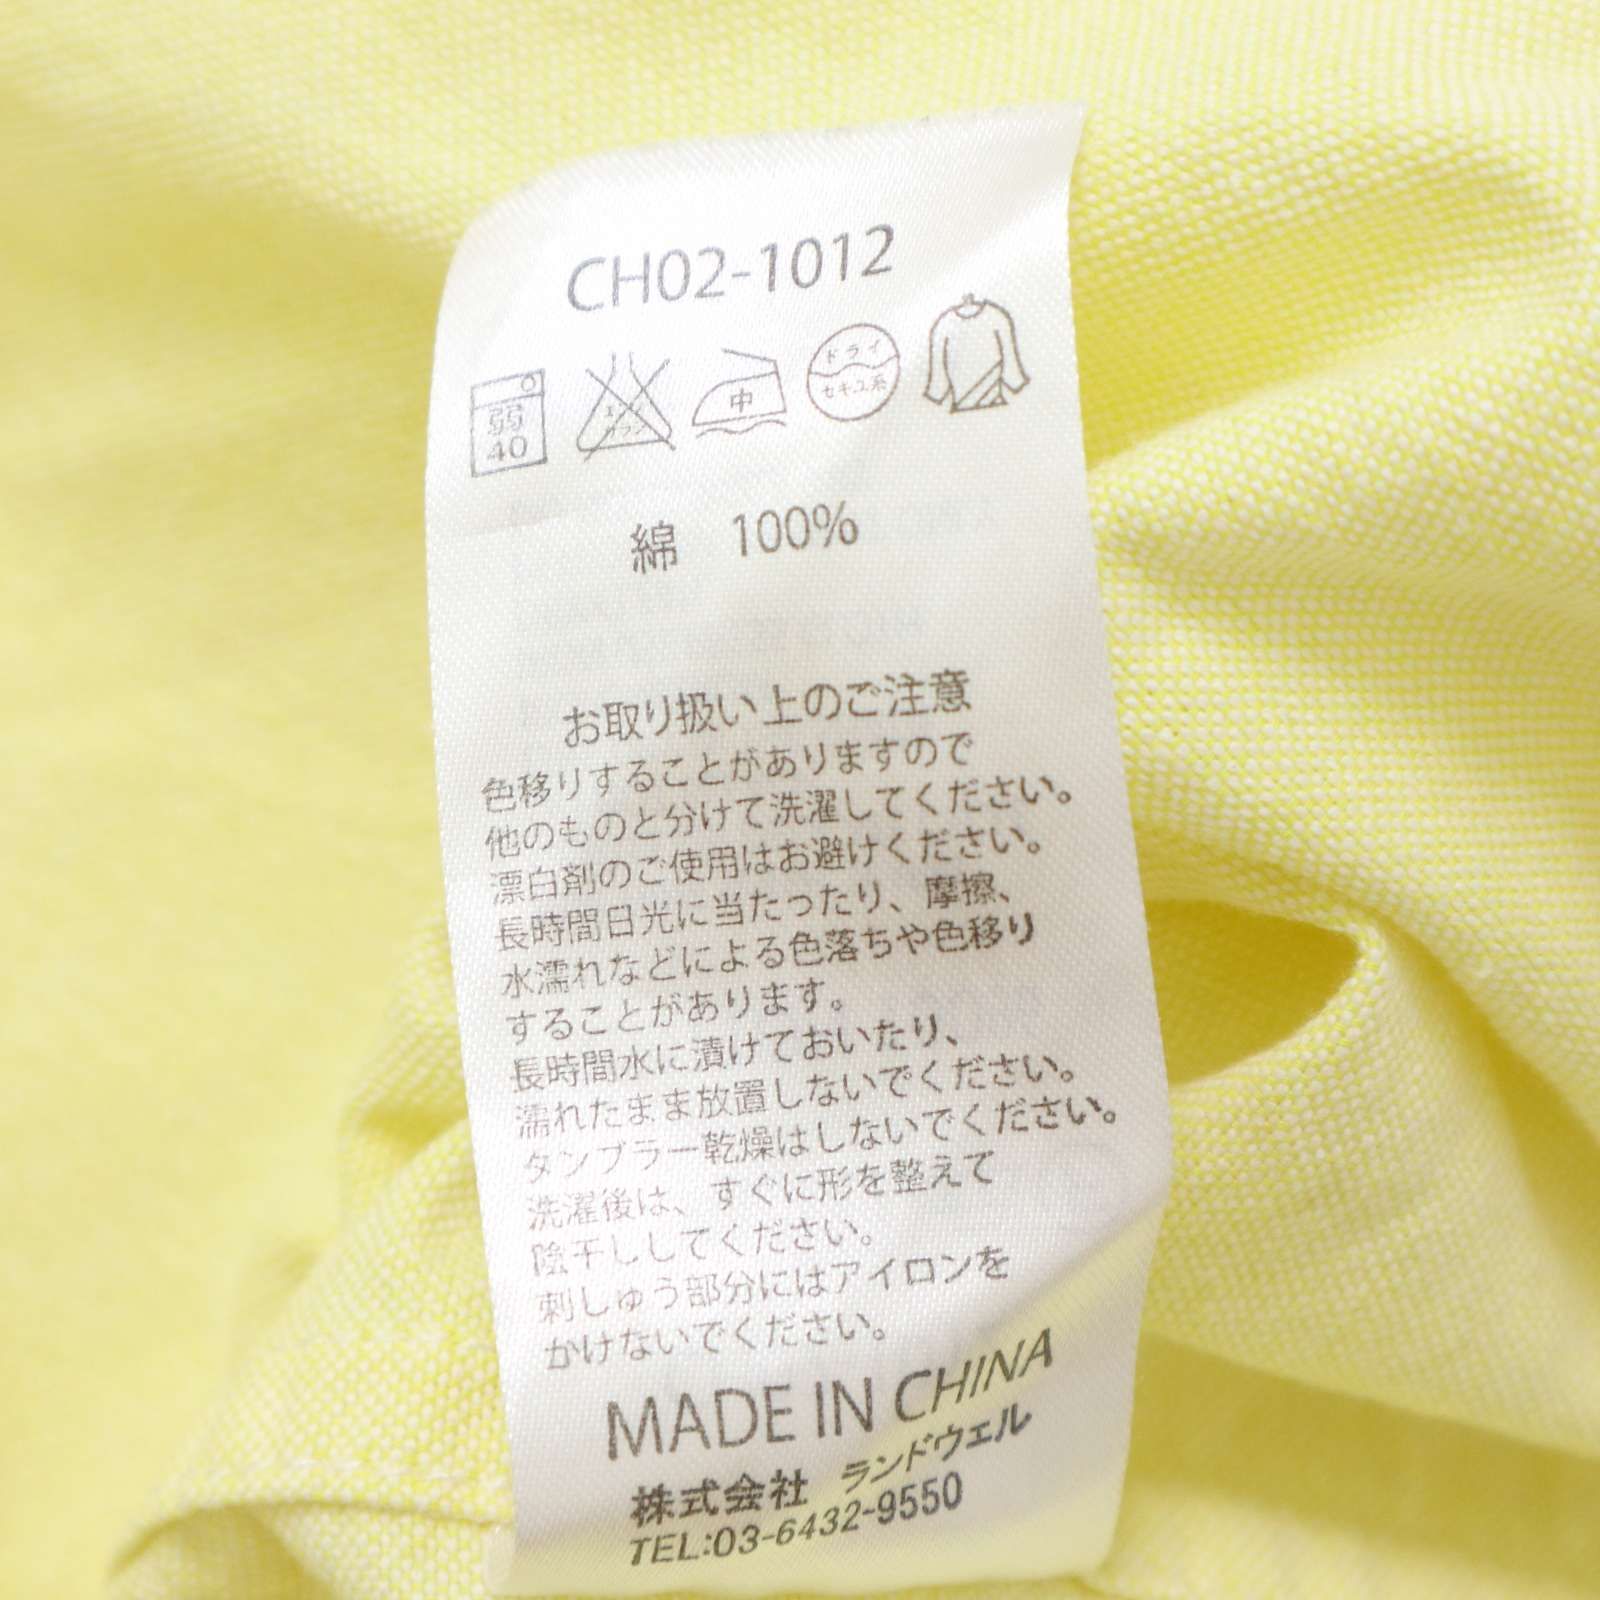 CH02-1012
弱
40
エンソ
サラシ
中
ドライ
セキユ系
綿 100%
お取り扱い上のご注意
色移りすることがありますので
他のものと分けて洗濯してください。
漂白剤のご使用はお避けください。
長時間日光に当たったり、摩擦、
水濡れなどによる色落ちや色移り
することがあります。
長時間水に漬けておいたり、
濡れたまま放置しないでください。
タンブラー乾燥はしないでください。
洗濯後は、すぐに形を整えて
陰干ししてください。
刺しゅう部分にはアイロンを
かけないでください。
MADE IN CHINA
株式会社 ランドウェル
TEL:03-6432-9550